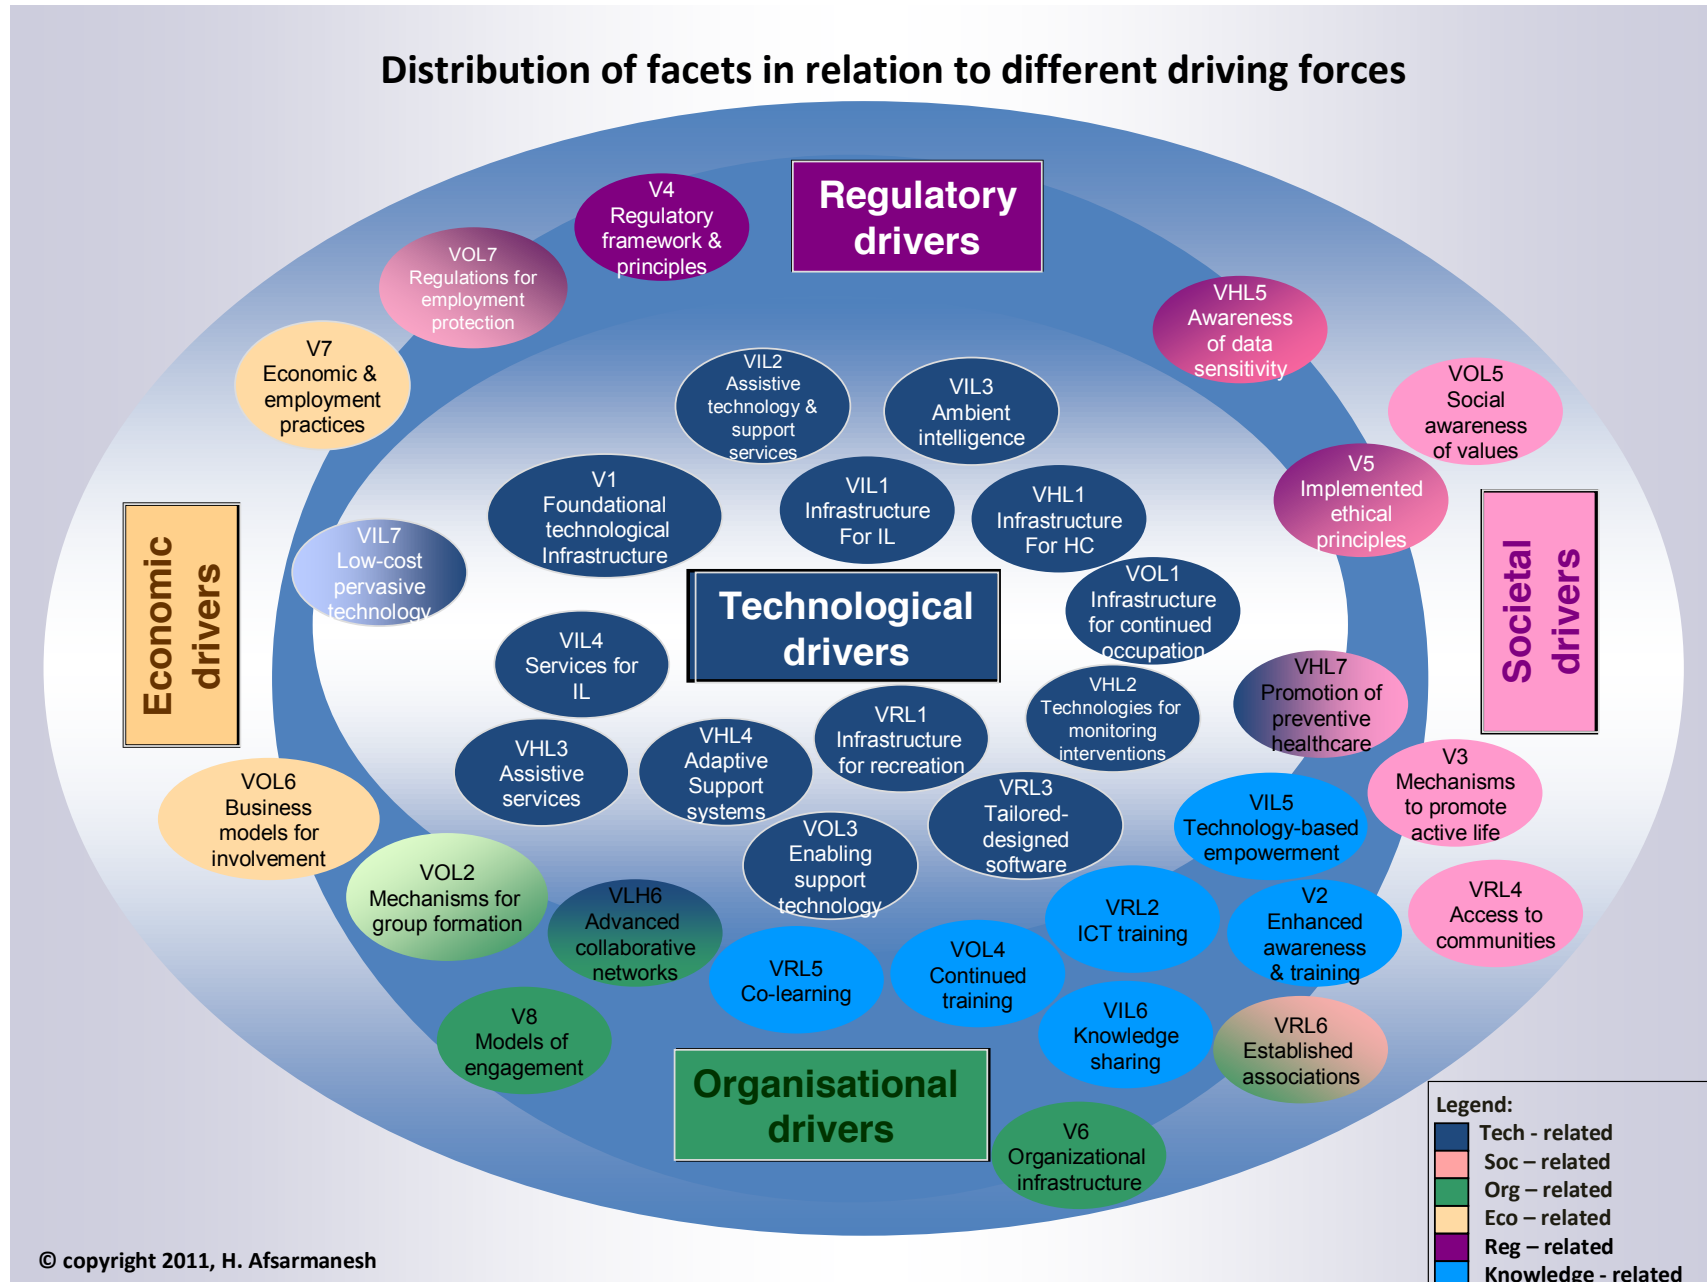 Distribution of facets in relation to different driving forces
Regulatory
drivers
V4
Regulatory
framework &
principles
VOL7
Regulations for
employment
protection
VHL5
Awareness
of data
sensitivity
V7
Economic &
employment
practices
VIL2
Assistive
technology &
support
services
VIL3
Ambient
intelligence
VOL5
Social
awareness
of values
V1
Foundational
technological
Infrastructure
VIL1
Infrastructure
For IL
VHL1
Infrastructure
For HC
V5
Implemented
ethical
principles
Economic
drivers
VIL7
Low-cost
pervasive
technology
Technological
drivers
VOL1
Infrastructure
for continued
occupation
Societal
drivers
VIL4
Services for
IL
VHL2
Technologies for
monitoring
interventions
VHL7
Promotion of
preventive
healthcare
VHL3
Assistive
services
VHL4
Adaptive
Support
systems
VRL1
Infrastructure
for recreation
V3
Mechanisms
to promote
active life
VOL6
Business
models for
involvement
VOL3
Enabling
support
technology
VRL3
Tailored-
designed
software
VIL5
Technology-based
empowerment
VOL2
Mechanisms for
group formation
VLH6
Advanced
collaborative
networks
VRL2
ICT training
V2
Enhanced
awareness
& training
VRL4
Access to
communities
VRL5
Co-learning
VOL4
Continued
training
V8
Models of
engagement
VIL6
Knowledge
sharing
VRL6
Established
associations
Organisational
drivers
V6
Organizational
infrastructure
Legend:
Tech - related
Soc – related
Org – related
Eco – related
Reg – related
Knowledge - related
© copyright 2011, H. Afsarmanesh